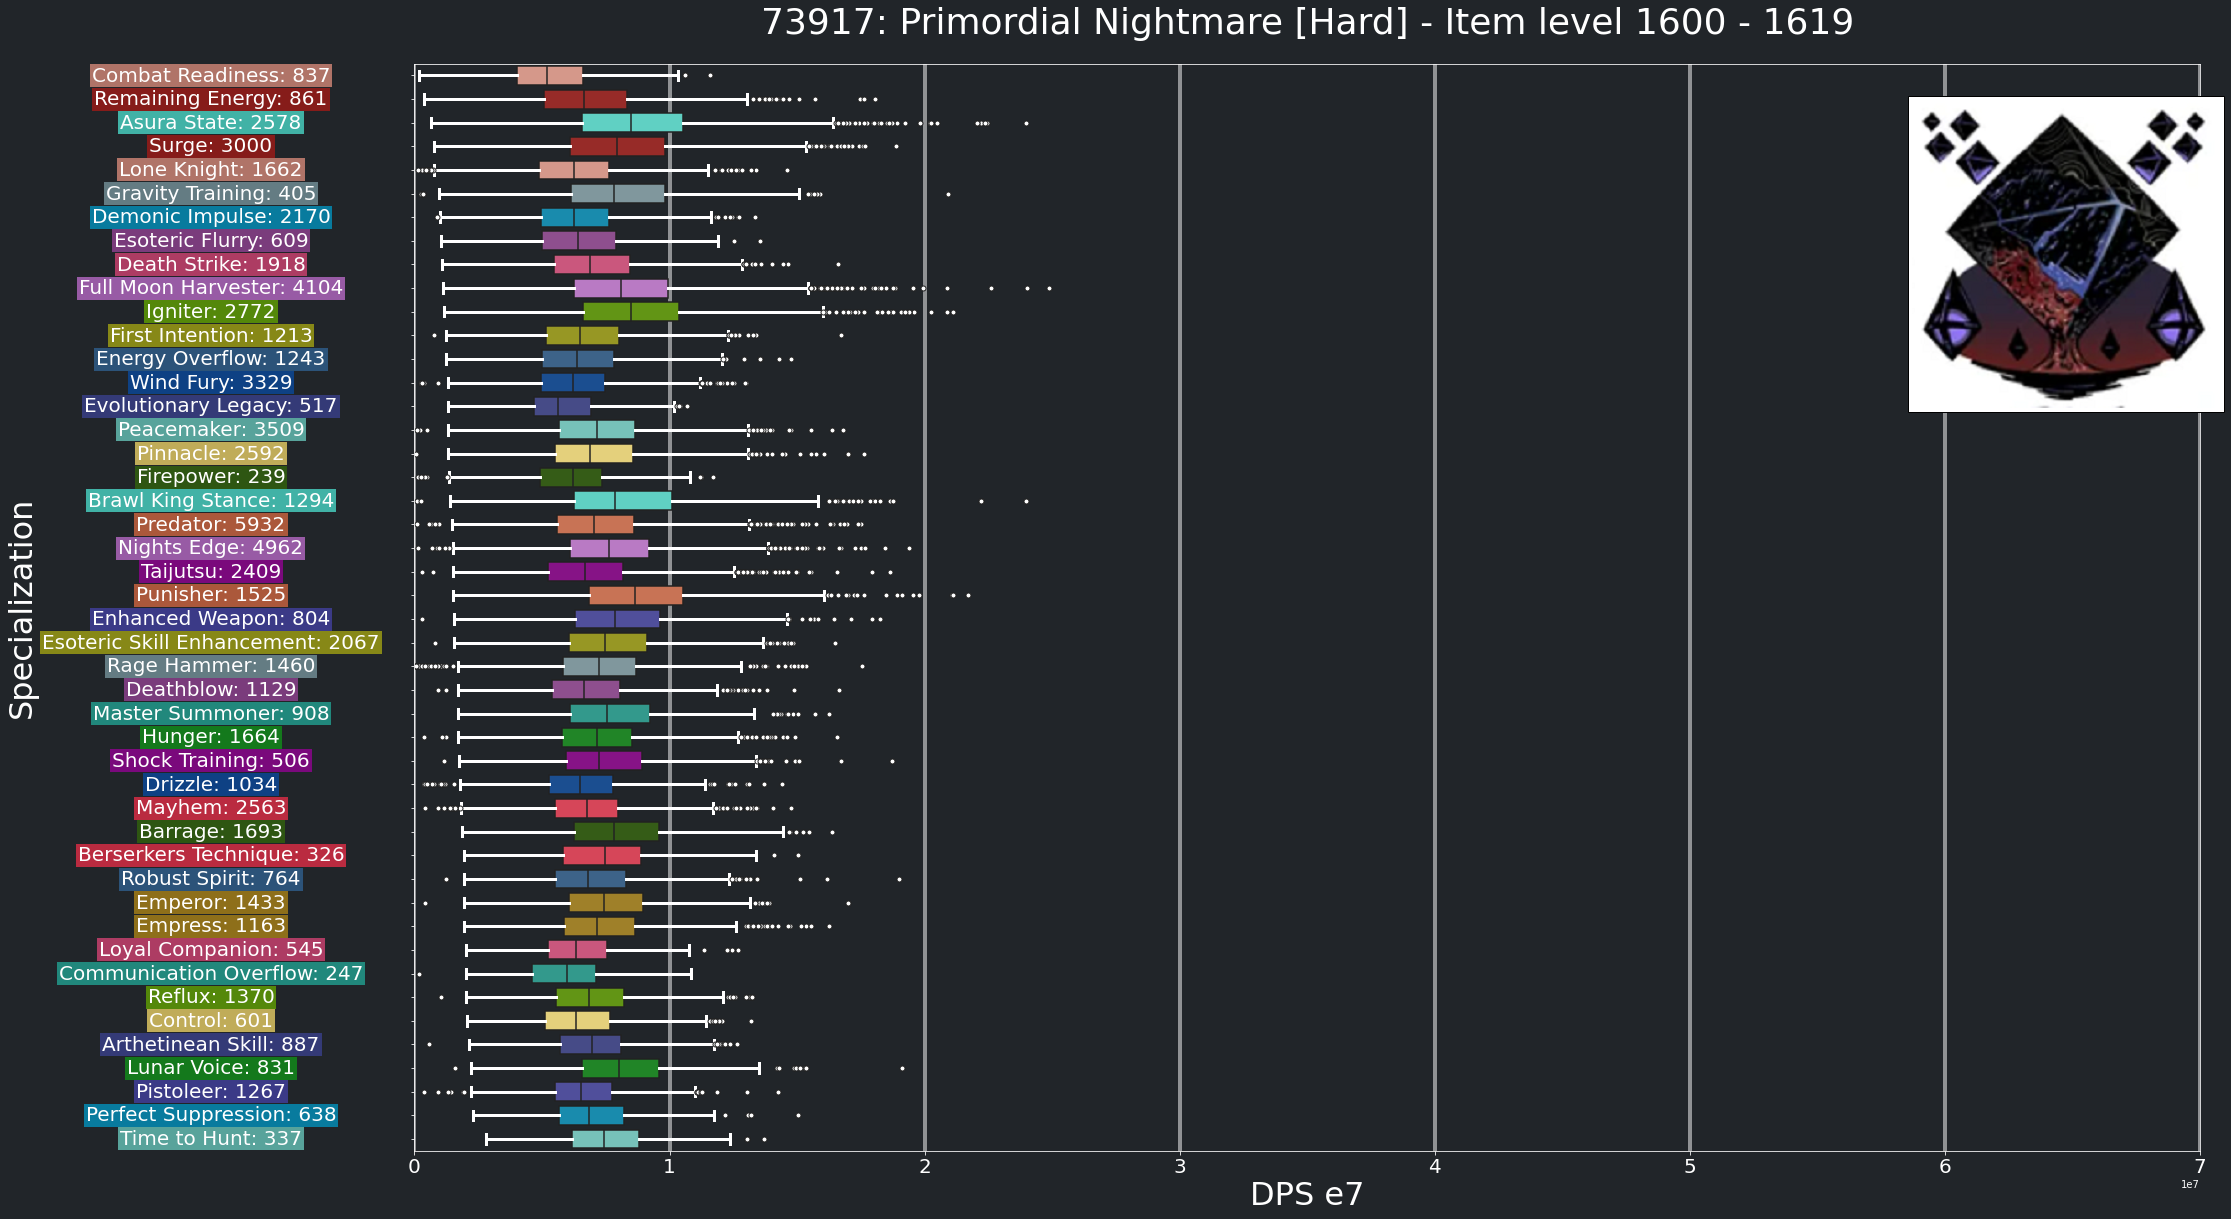 73917: Primordial Nightmare [Hard] - Item level 1600 - 1619
Specialization
Combat Readiness: 837
Remaining Energy: 861
Asura State: 2578
Surge: 3000
Lone Knight: 1662
Gravity Training: 405
Demonic Impulse: 2170
Esoteric Flurry: 609
Death Strike: 1918
Full Moon Harvester: 4104
Igniter: 2772
First Intention: 1213
Energy Overflow: 1243
Wind Fury: 3329
Evolutionary Legacy: 517
Peacemaker: 3509
Pinnacle: 2592
Firepower: 239
Brawl King Stance: 1294
Predator: 5932
Nights Edge: 4962
Taijutsu: 2409
Punisher: 1525
Enhanced Weapon: 804
Esoteric Skill Enhancement: 2067
Rage Hammer: 1460
Deathblow: 1129
Master Summoner: 908
Hunger: 1664
Shock Training: 506
Drizzle: 1034
Mayhem: 2563
Barrage: 1693
Berserkers Technique: 326
Robust Spirit: 764
Emperor: 1433
Empress: 1163
Loyal Companion: 545
Communication Overflow: 247
Reflux: 1370
Control: 601
Arthetinean Skill: 887
Lunar Voice: 831
Pistoleer: 1267
Perfect Suppression: 638
Time to Hunt: 337
0 1 2 3 4 5 6 7
1e7
DPS e7